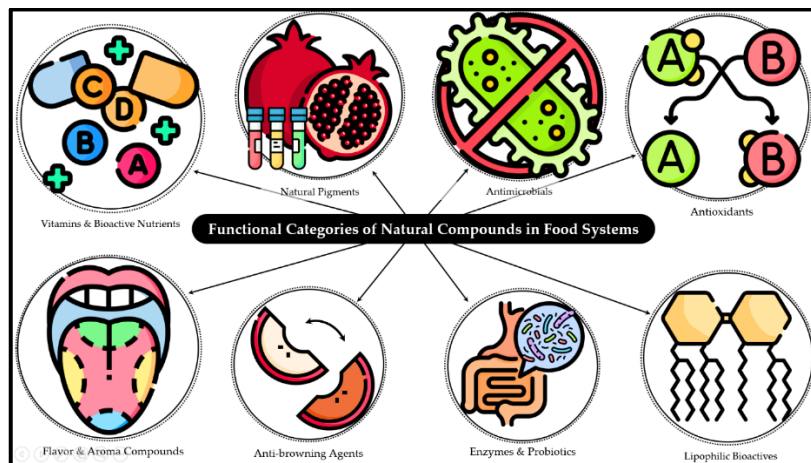 C
D
B
A
A
B
A
B
Vitamins & Bioactive Nutrients
Natural Pigments
Antimicrobials
Antioxidants
Functional Categories of Natural Compounds in Food Systems
Flavor & Aroma Compounds
Anti-browning Agents
Enzymes & Probiotics
Lipophilic Bioactives